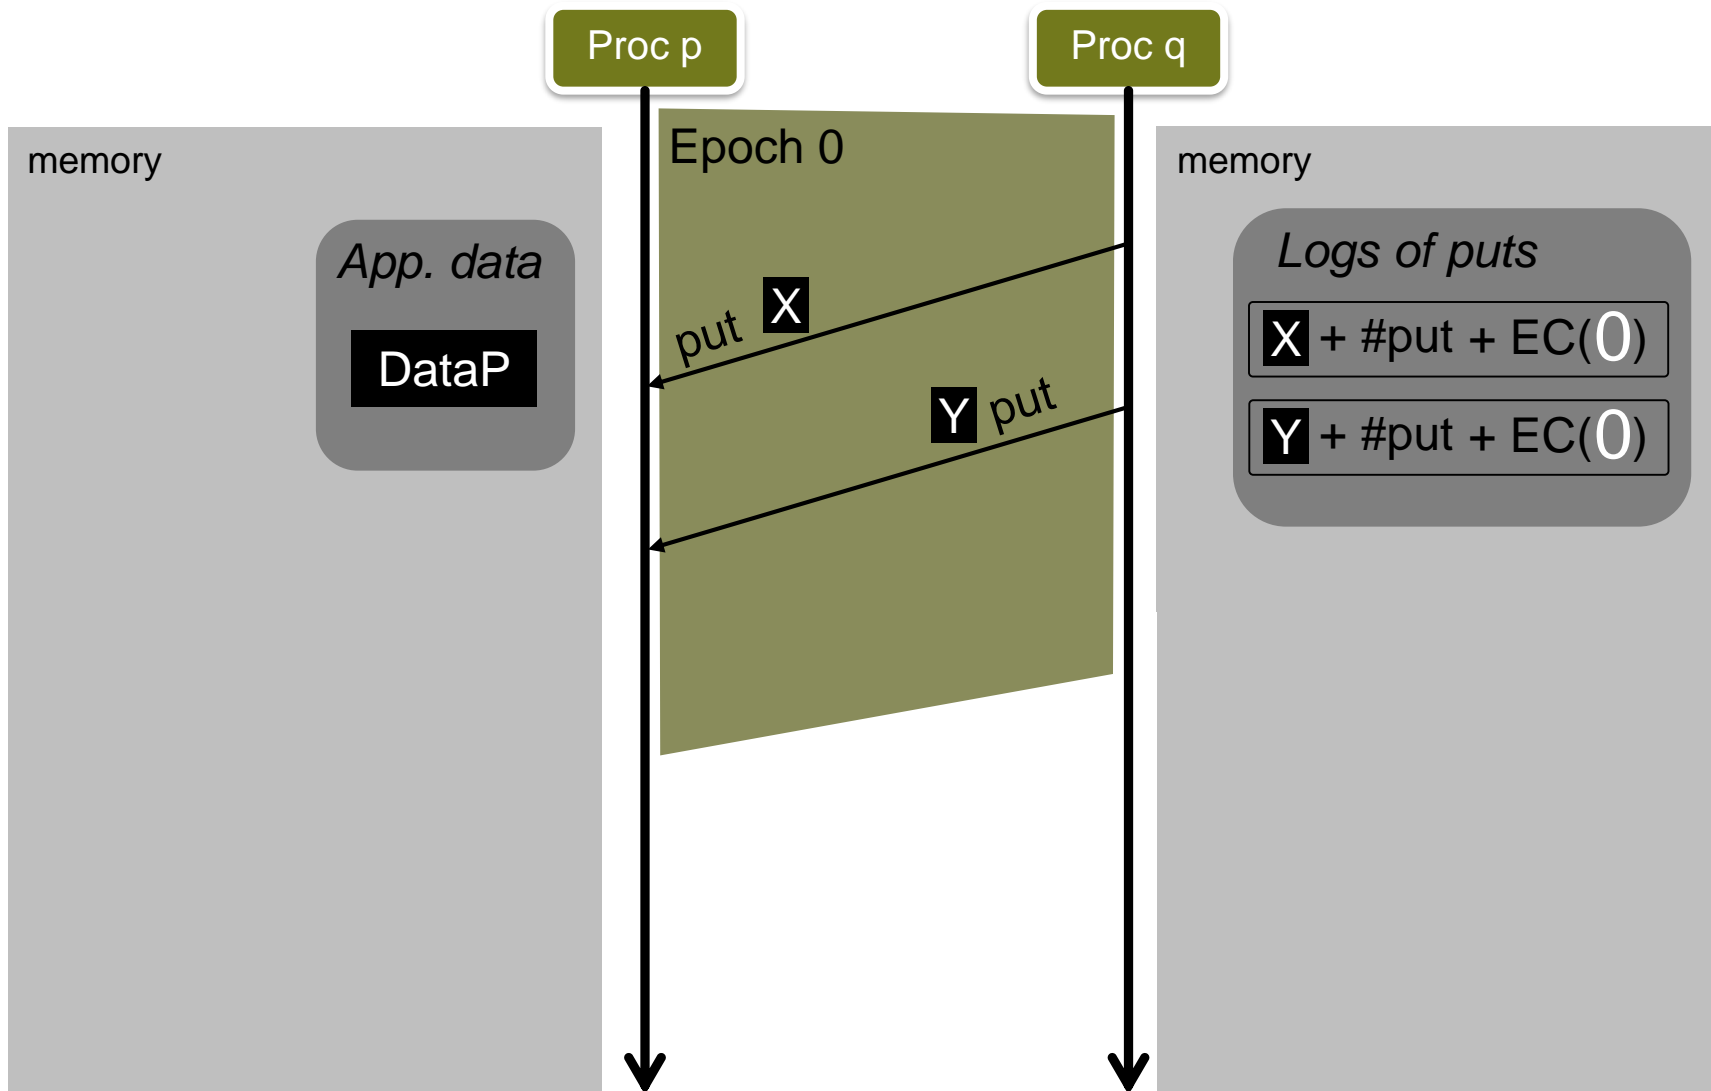 Proc p
Proc q
Epoch 0
memory
memory
App. data
DataP
Logs of puts
X + #put + EC(0)
Y + #put + EC(0)
put X
Y put